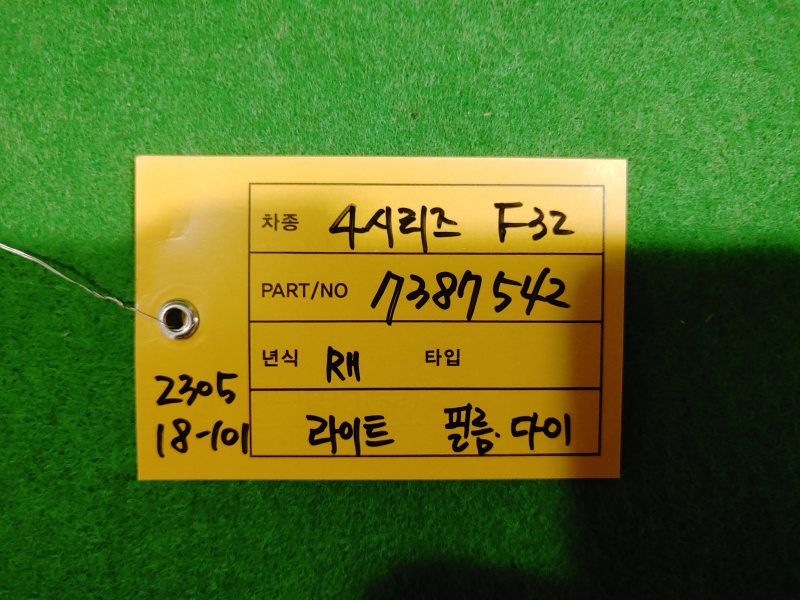 차종 4시리즈 F32
PART/NO 7387542
년식 RH 타입
라이트 필름.다이
2305
18-101